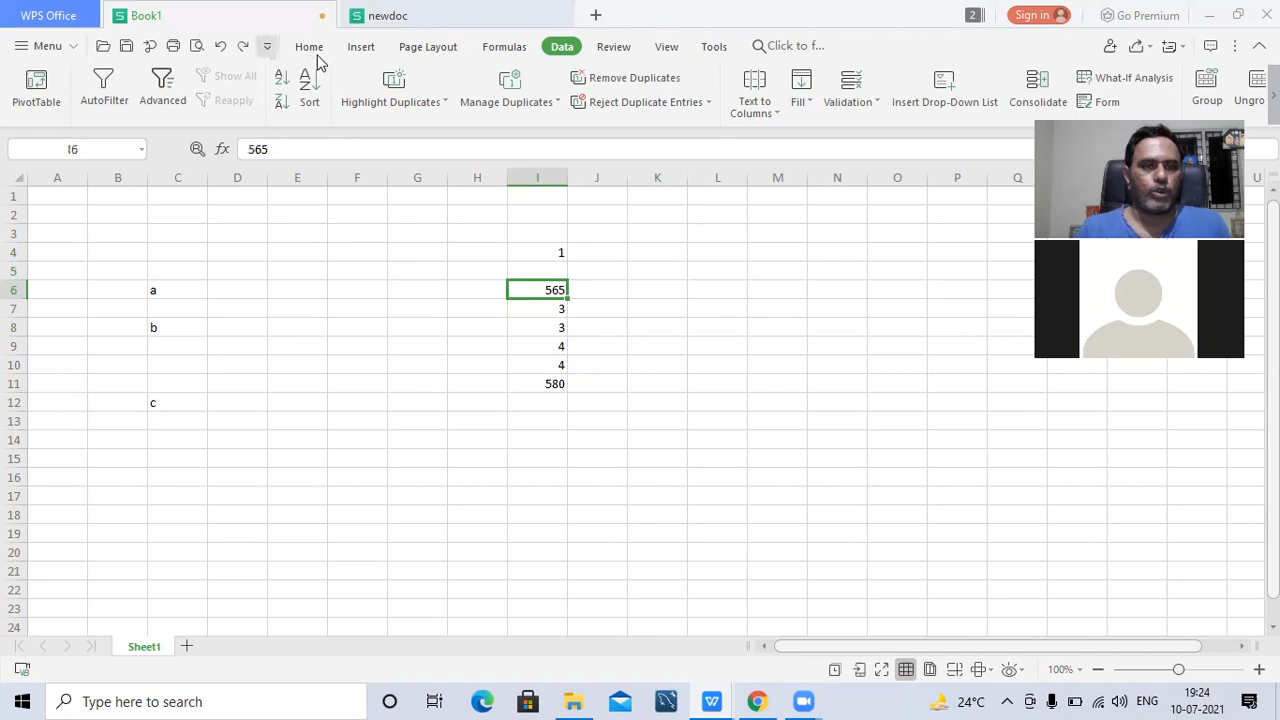 WPS Office
Book1
newdoc
2
Sign in
Go Premium
Menu
Home
Insert
Page Layout
Formulas
Data
Review
View
Tools
Click to f...
PivotTable
AutoFilter
Advanced
Show All
Reapply
Sort
Highlight Duplicates
Manage Duplicates
Remove Duplicates
Reject Duplicate Entries
Text to
Columns
Fill
Validation
Insert Drop-Down List
Consolidate
What-If Analysis
Form
Group
Ungro
I6
fx
565
A B C D E F G H I J K L M N O P Q U
1
2
3
4 1
5
6 a 565
7 3
8 b 3
9 4
10 4
11 580
12 c
13
14
15
16
17
18
19
20
21
22
23
24
Sheet1
100%
Type here to search
24°C
ENG
19:24
10-07-2021